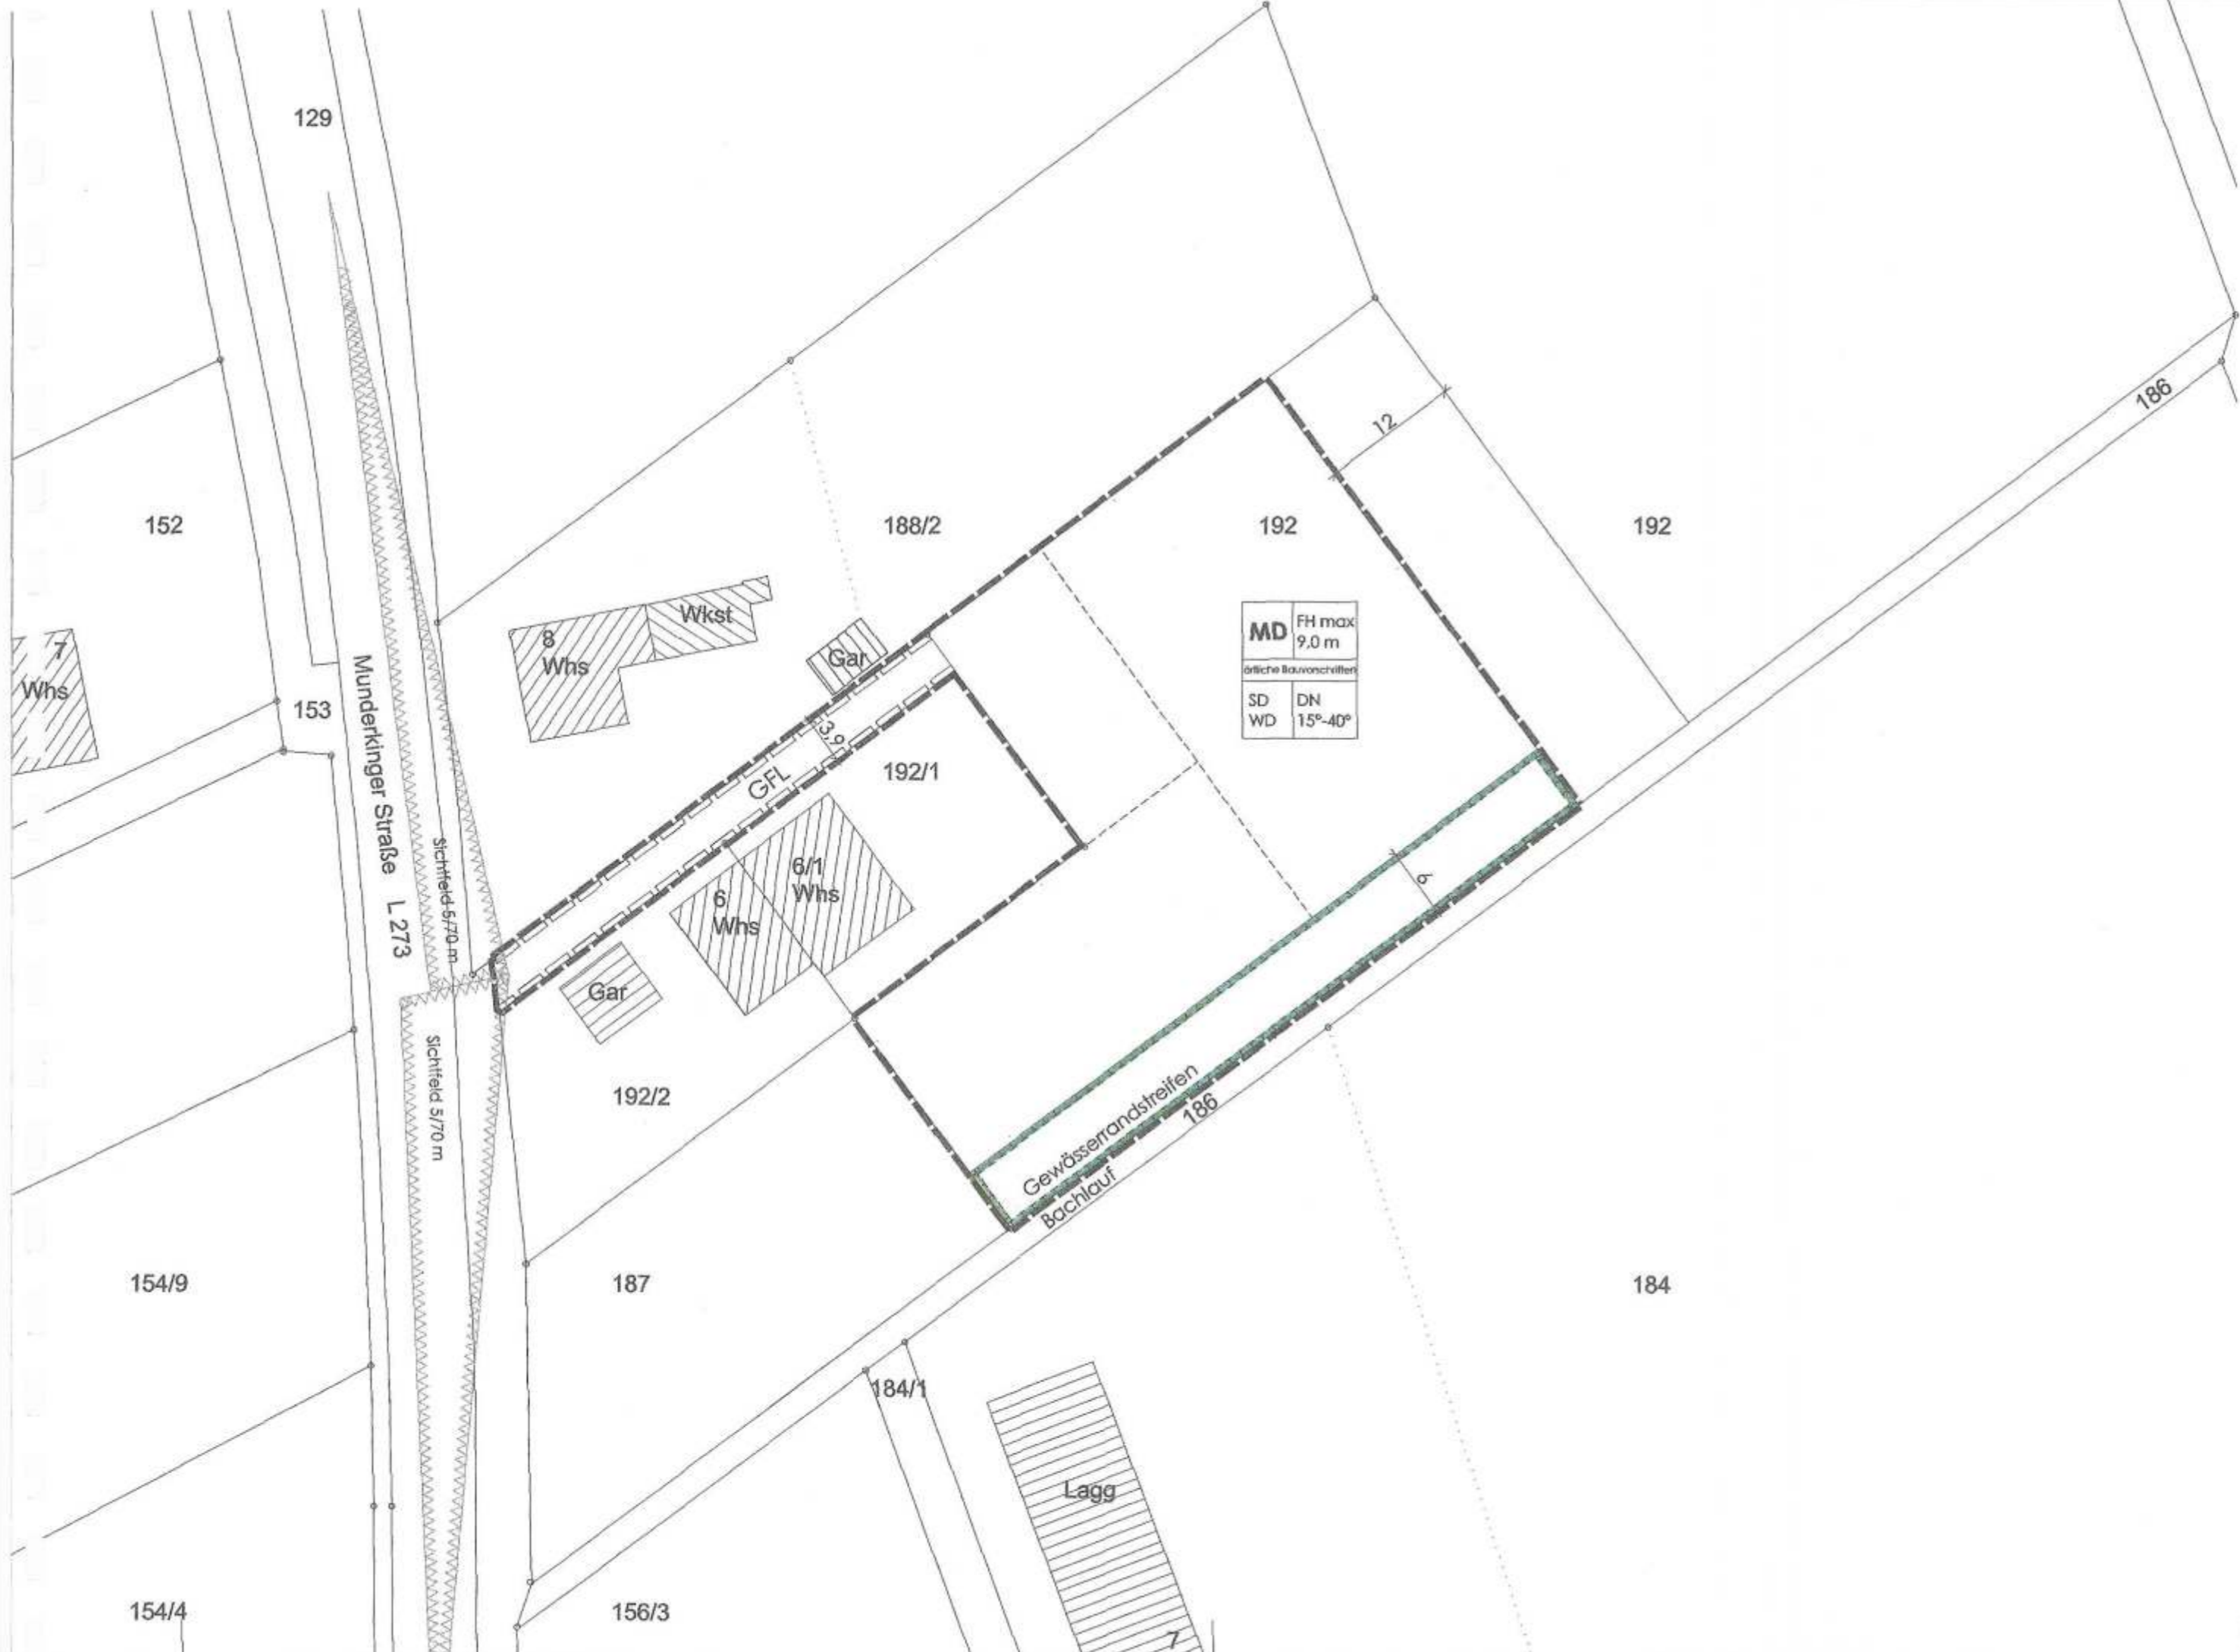 129
12
186
152
188/2
192
192
8
Whs
Wkst
MD
FH max
9,0 m
örtliche Bauvorschriften
SD
WD
DN
15°-40°
7
Whs
Gar
153
Munderkinger Straße L 273
3.9
GFL
192/1
Sichtfeld 5/70 m
6/1
Whs
6
Whs
6
Gar
Sichtfeld 5/70 m
192/2
Gewässerrandstreifen
186
Bachlauf
154/9
187
184
184/1
Lagg
154/4
156/3
7